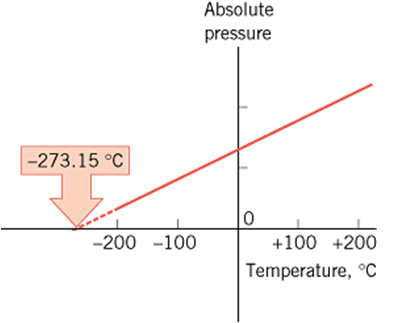 Absolute
pressure
−273.15 °C
0
−200 −100 +100 +200
Temperature, °C